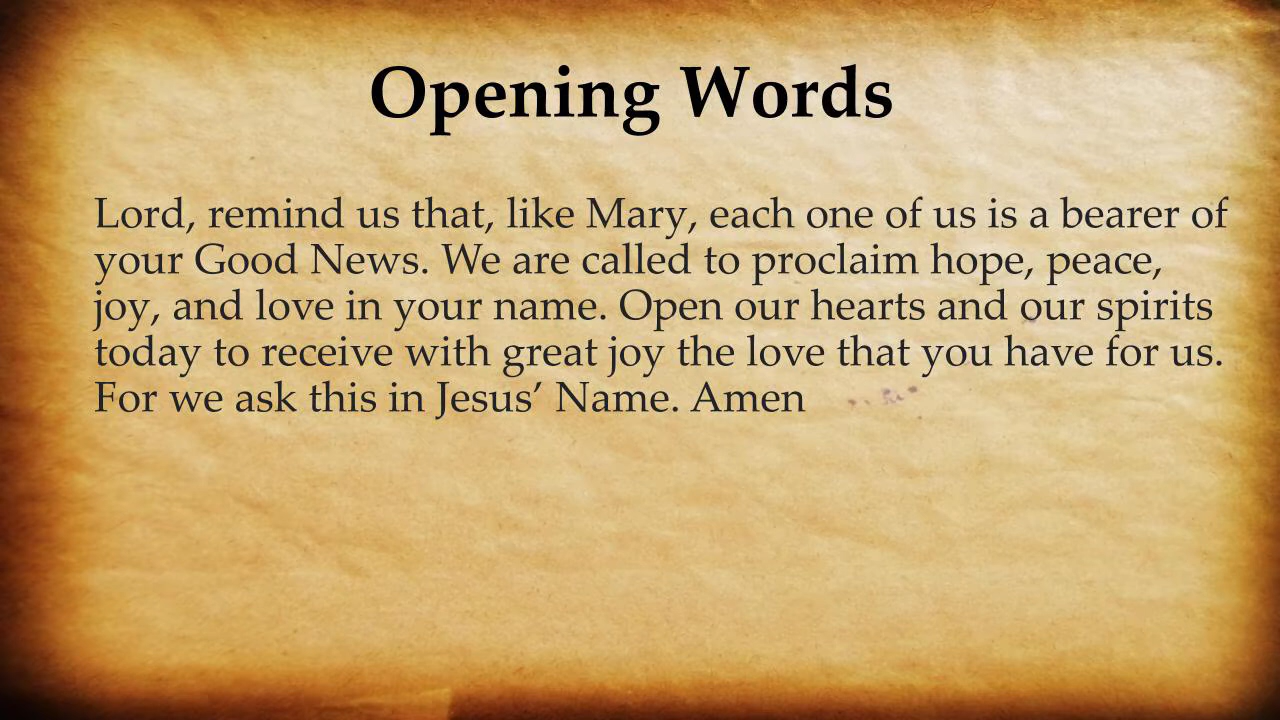 Opening Words
Lord, remind us that, like Mary, each one of us is a bearer of
your Good News. We are called to proclaim hope, peace,
joy, and love in your name. Open our hearts and our spirits
today to receive with great joy the love that you have for us.
For we ask this in Jesus’ Name. Amen